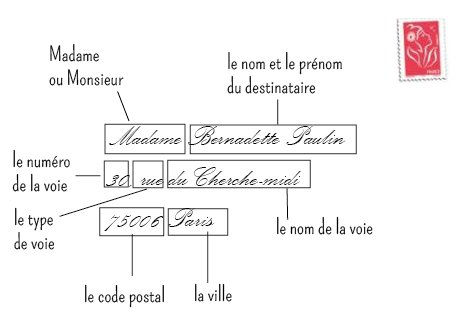 Madame
ou Monsieur
le nom et le prénom
du destinataire
Madame Bernadette Paulin
le numéro
de la voie
30 rue du Cherche-midi
le type
de voie
le nom de la voie
75006 Paris
le code postal
la ville
FRANCE